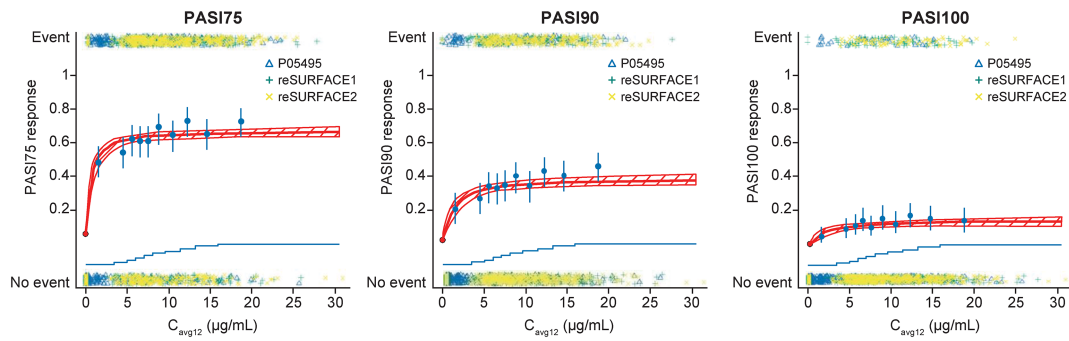 PASI75
Event
1
0.8
0.6
0.4
0.2
No event
PASI75 response
P05495
reSURFACE1
reSURFACE2
0 5 10 15 20 25 30
Cavg12 (µg/mL)
PASI90
Event
1
0.8
0.6
0.4
0.2
No event
PASI90 response
P05495
reSURFACE1
reSURFACE2
0 5 10 15 20 25 30
Cavg12 (µg/mL)
PASI100
Event
1
0.8
0.6
0.4
0.2
No event
PASI100 response
P05495
reSURFACE1
reSURFACE2
0 5 10 15 20 25 30
Cavg12 (µg/mL)